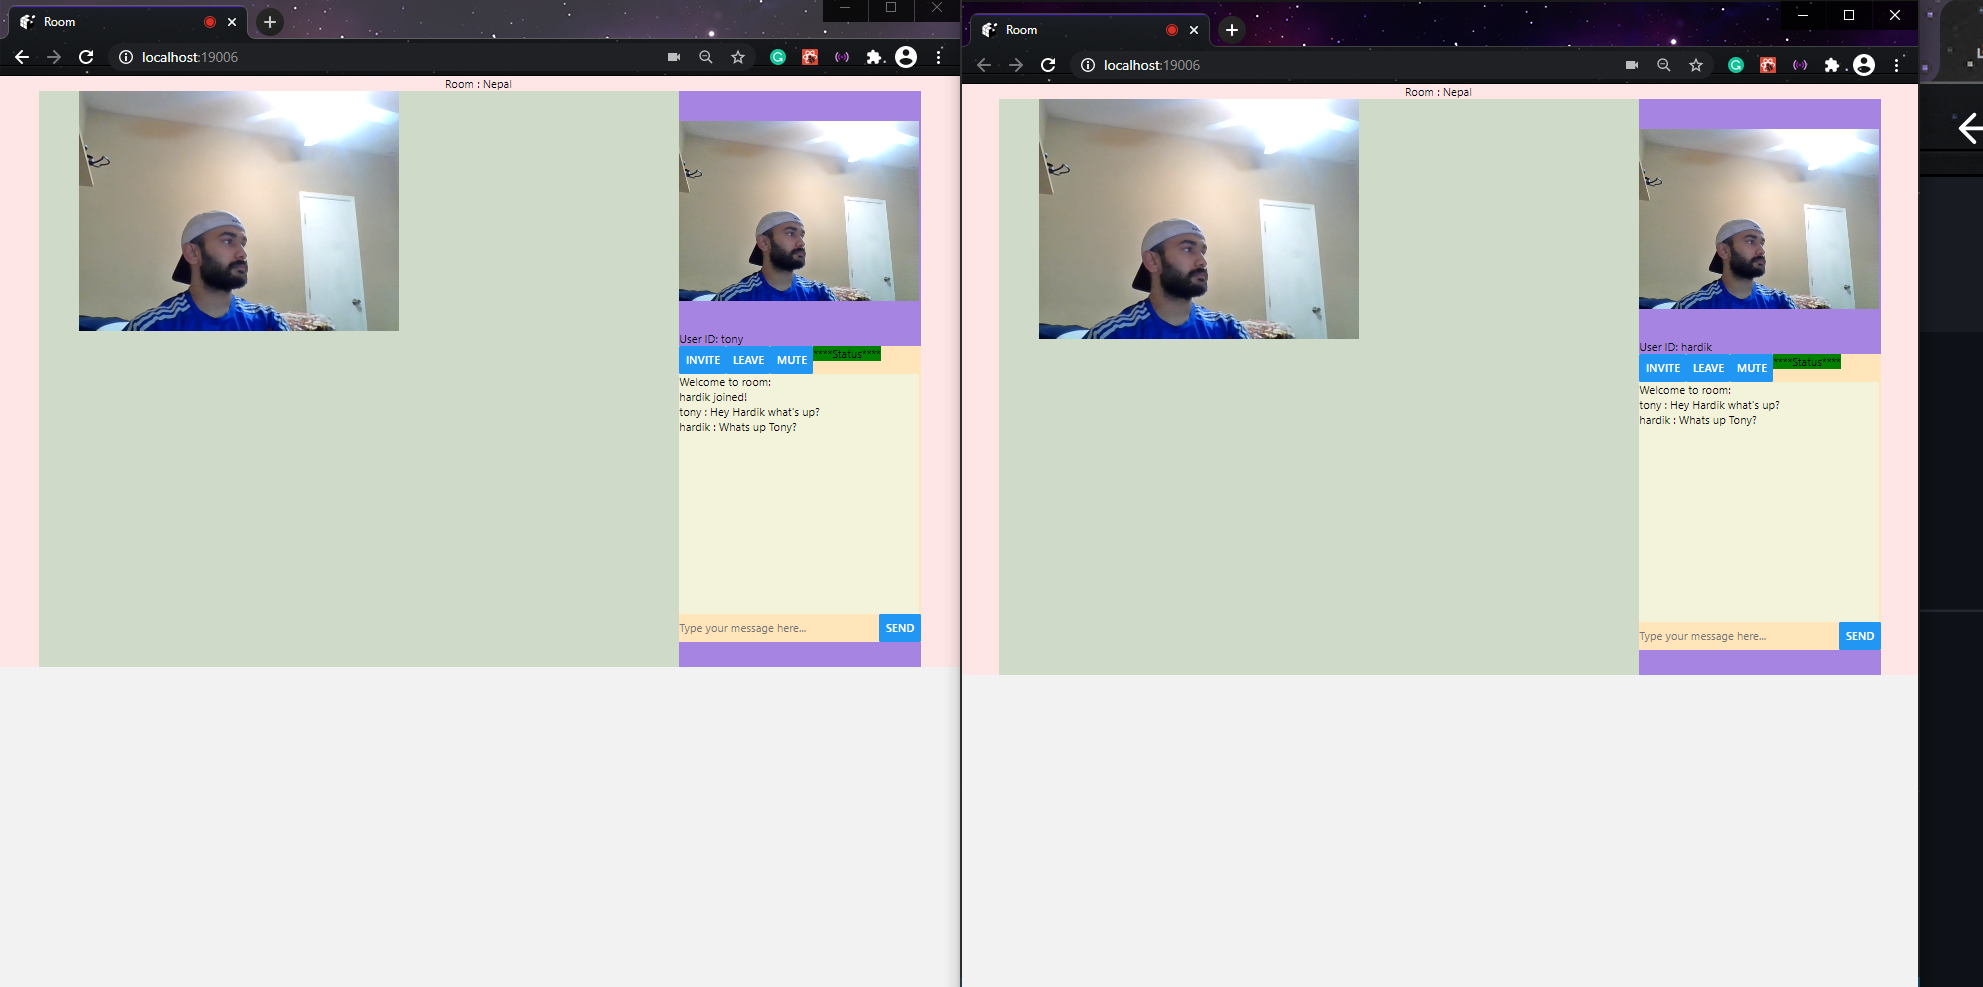 Room
localhost:19006
Room : Nepal
User ID: tony
INVITE LEAVE MUTE ****Status****
Welcome to room:
hardik joined!
tony : Hey Hardik what's up?
hardik : Whats up Tony?
Type your message here... SEND
Room
localhost:19006
Room : Nepal
User ID: hardik
INVITE LEAVE MUTE ****Status****
Welcome to room:
tony : Hey Hardik what's up?
hardik : Whats up Tony?
Type your message here... SEND